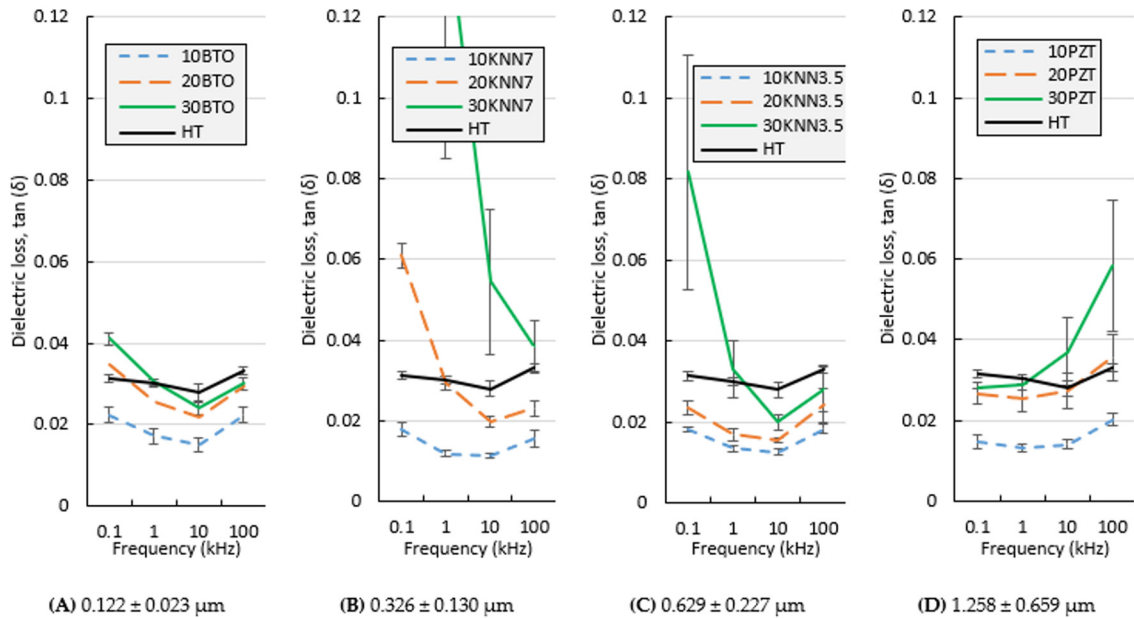 0.12
0.1
0.08
0.06
0.04
0.02
0
Dielectric loss, tan (δ)
10BTO
20BTO
30BTO
HT
0.1 1 10 100
Frequency (kHz)
(A) 0.122 ± 0.023 μm
0.12
0.1
0.08
0.06
0.04
0.02
0
Dielectric loss, tan (δ)
10KNN7
20KNN7
30KNN7
HT
0.1 1 10 100
Frequency (kHz)
(B) 0.326 ± 0.130 μm
0.12
0.1
0.08
0.06
0.04
0.02
0
Dielectric loss, tan (δ)
10KNN3.5
20KNN3.5
30KNN3.5
HT
0.1 1 10 100
Frequency (kHz)
(C) 0.629 ± 0.227 μm
0.12
0.1
0.08
0.06
0.04
0.02
0
Dielectric loss, tan (δ)
10PZT
20PZT
30PZT
HT
0.1 1 10 100
Frequency (kHz)
(D) 1.258 ± 0.659 μm